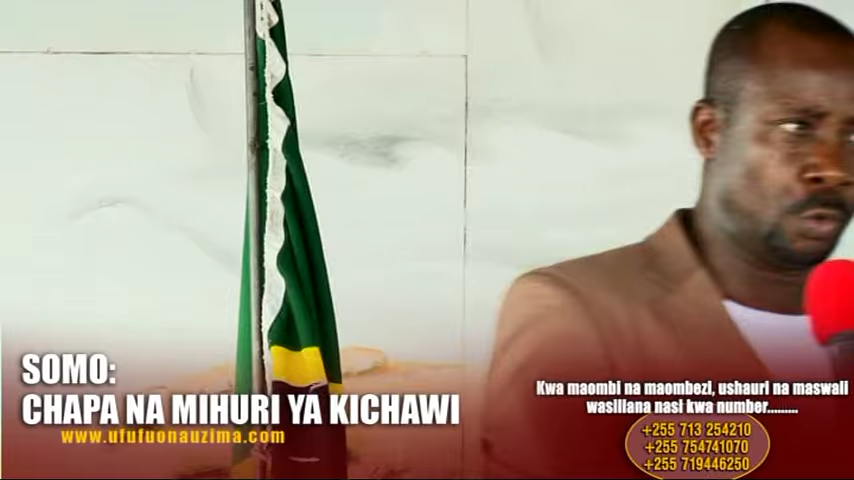 SOMO:
CHAPA NA MIHURI YA KICHAWI
www.ufufuonauzima.com
Kwa maombi na maombezi, ushauri na maswali
wasiliana nasi kwa number.........
+255 713 254210
+255 754741070
+255 719446250